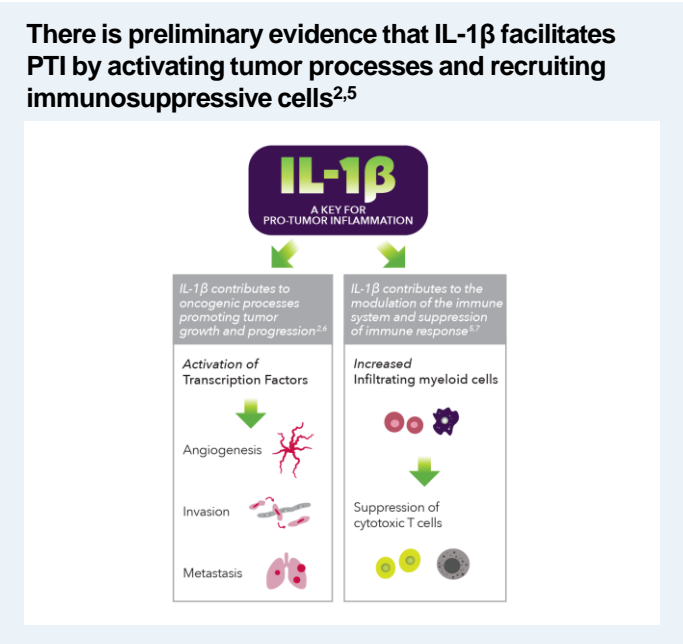 There is preliminary evidence that IL-1β facilitates
PTI by activating tumor processes and recruiting
immunosuppressive cells2,5
IL-1β
A KEY FOR
PRO-TUMOR INFLAMMATION
IL-1β contributes to
oncogenic processes
promoting tumor
growth and progression2,6
Activation of
Transcription Factors
Angiogenesis
Invasion
Metastasis
IL-1β contributes to the
modulation of the immune
system and suppression
of immune response5,7
Increased
Infiltrating myeloid cells
Suppression of
cytotoxic T cells